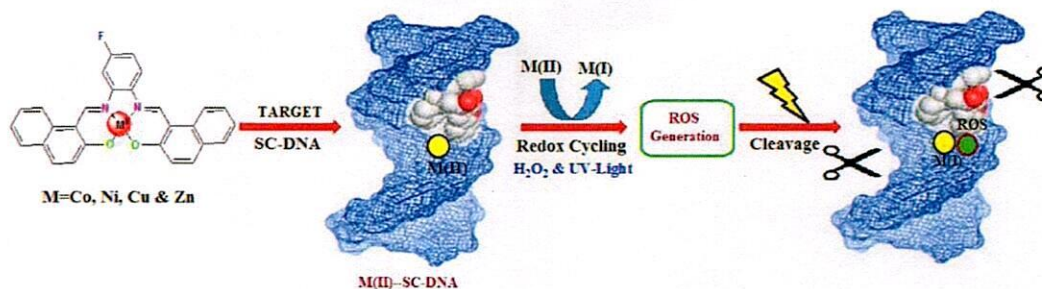 F
N
N
M
O
O
M=Co, Ni, Cu & Zn
TARGET
SC-DNA
M(II)
M(II)--SC-DNA
M(II) M(I)
Redox Cycling
H₂O₂ & UV-Light
ROS
Generation
Cleavage
ROS
M(I)